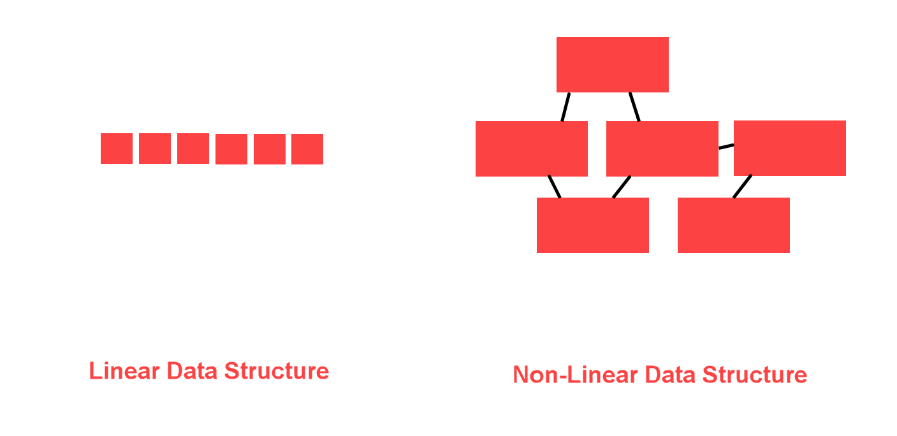 Linear Data Structure
Non-Linear Data Structure